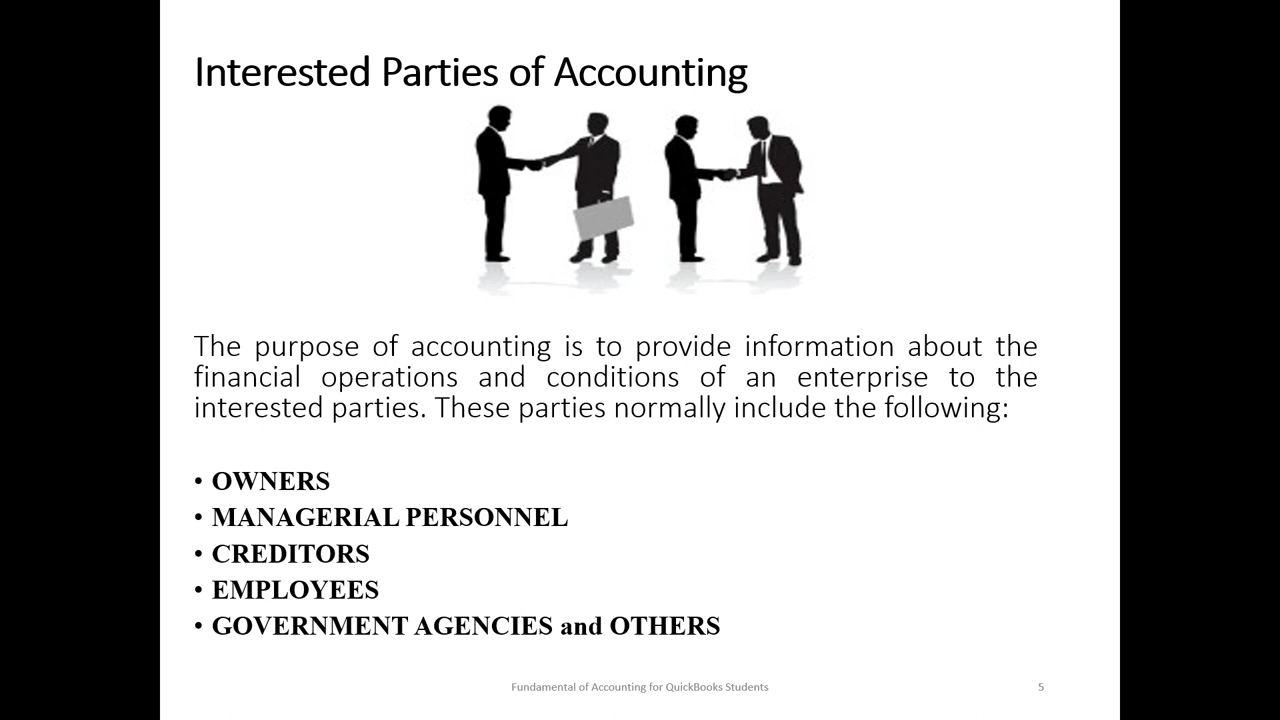 Interested Parties of Accounting
The purpose of accounting is to provide information about the
financial operations and conditions of an enterprise to the
interested parties. These parties normally include the following:
• OWNERS
• MANAGERIAL PERSONNEL
• CREDITORS
• EMPLOYEES
• GOVERNMENT AGENCIES and OTHERS
Fundamental of Accounting for QuickBooks Students
5